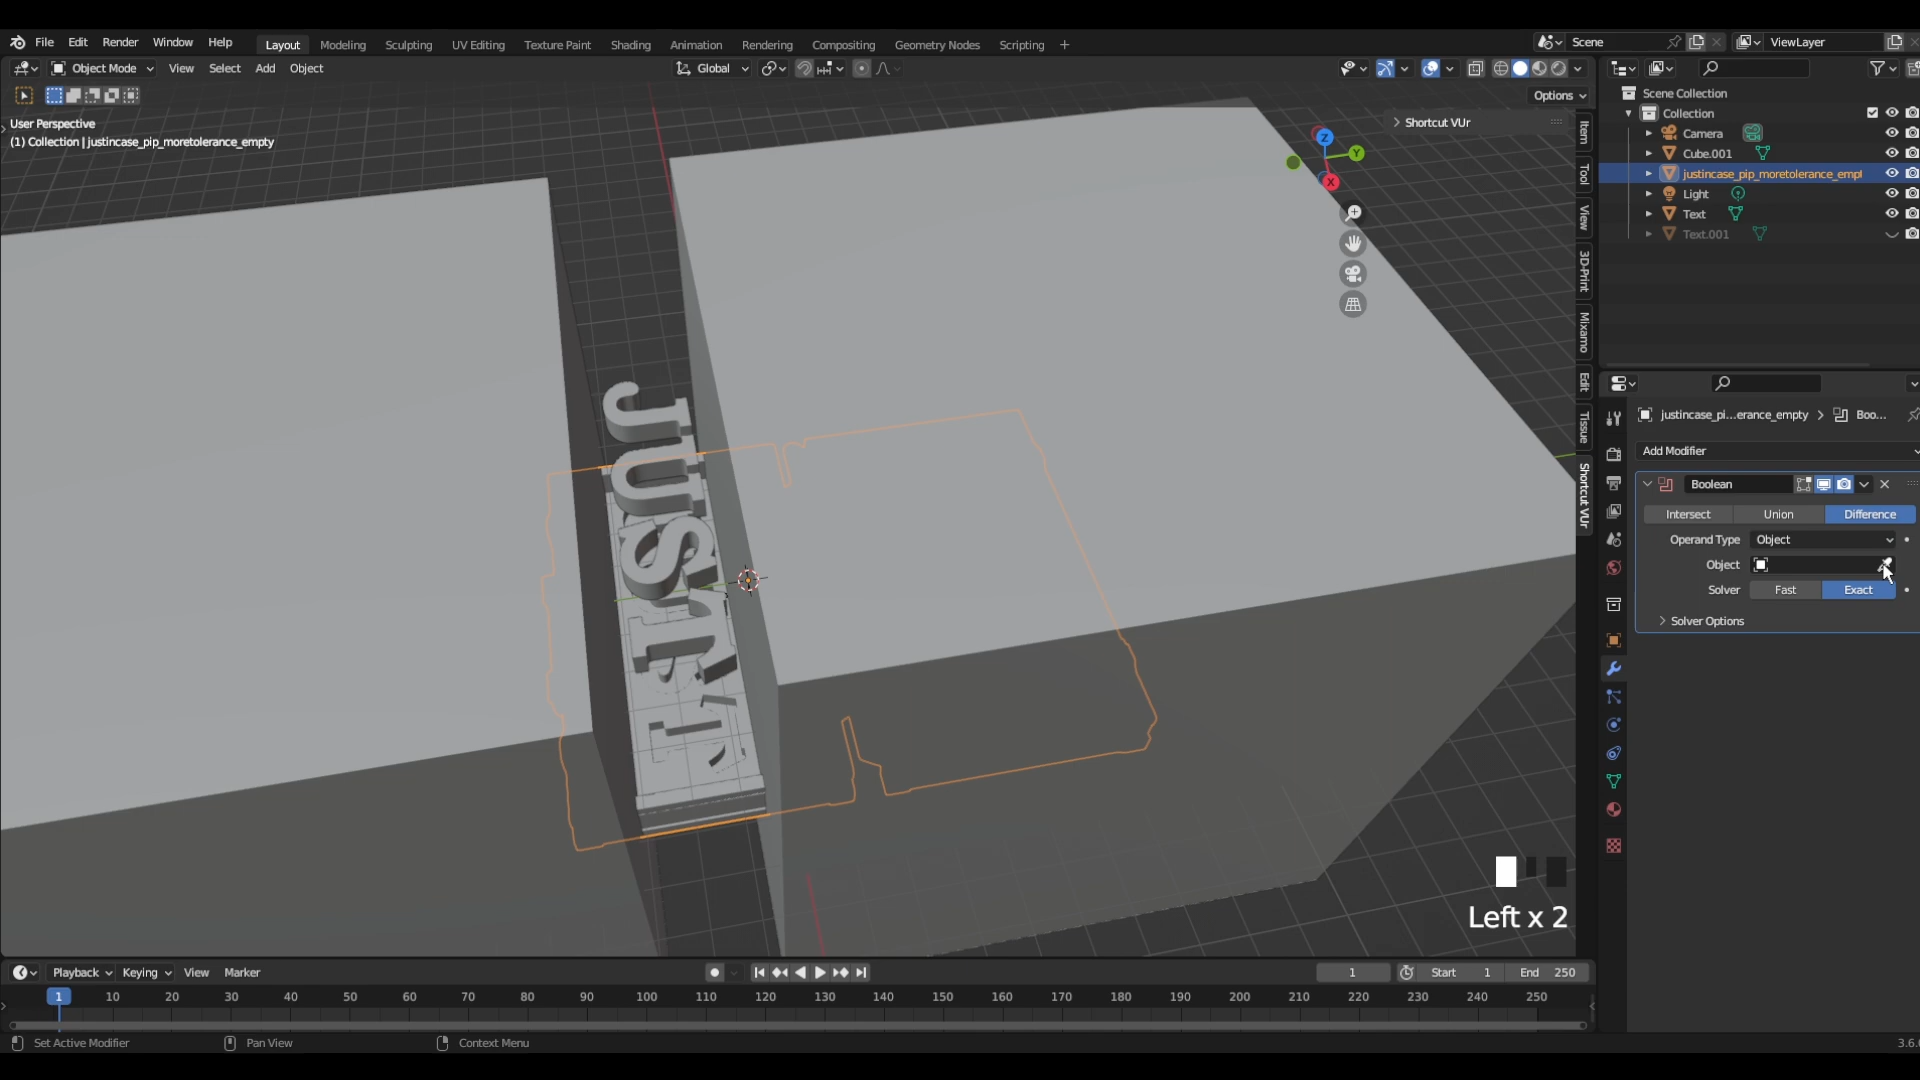 File Edit Render Window Help Layout Modeling Sculpting UV Editing Texture Paint Shading Animation Rendering Compositing Geometry Nodes Scripting + Scene ViewLayer
Object Mode View Select Add Object Global
Options
User Perspective
(1) Collection | justincase_pip_moretolerance_empty
Shortcut VUr
Z
Y
X
Item
Tool
View
3D-Print
Mixamo
Edit
Tissue
Shortcut VUr
JUST
Scene Collection
Collection
Camera
Cube.001
justincase_pip_moretolerance_empt
Light
Text
Text.001
justincase_pi...erance_empty > Boo...
Add Modifier
Boolean
Intersect Union Difference
Operand Type Object
Object
Solver Fast Exact
Solver Options
Left x 2
Playback Keying View Marker 1 Start 1 End 250
1 10 20 30 40 50 60 70 80 90 100 110 120 130 140 150 160 170 180 190 200 210 220 230 240 250
Set Active Modifier Pan View Context Menu 3.6.